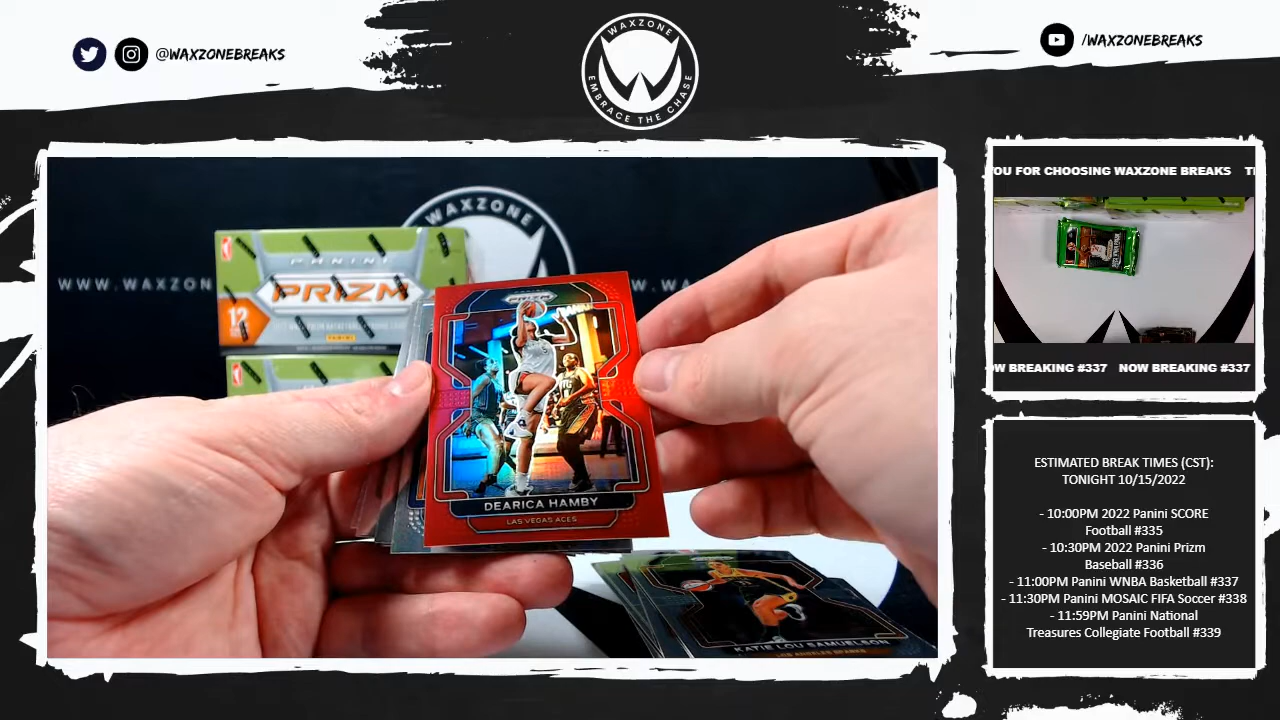 @WAXZONEBREAKS
WAXZONE
EMBRACE THE CHASE
/WAXZONEBREAKS
OU FOR CHOOSING WAXZONE BREAKS
WAXZONE
WWW.WAXZON
W.WA
PANINI
PRIZM
12
PRIZM
DEARICA HAMBY
LAS VEGAS ACES
KATIE LOU SAMUELSON
LOS ANGELES SPARKS
W BREAKING #337 NOW BREAKING #337
ESTIMATED BREAK TIMES (CST):
TONIGHT 10/15/2022
- 10:00PM 2022 Panini SCORE
Football #335
- 10:30PM 2022 Panini Prizm
Baseball #336
- 11:00PM Panini WNBA Basketball #337
- 11:30PM Panini MOSAIC FIFA Soccer #338
- 11:59PM Panini National
Treasures Collegiate Football #339